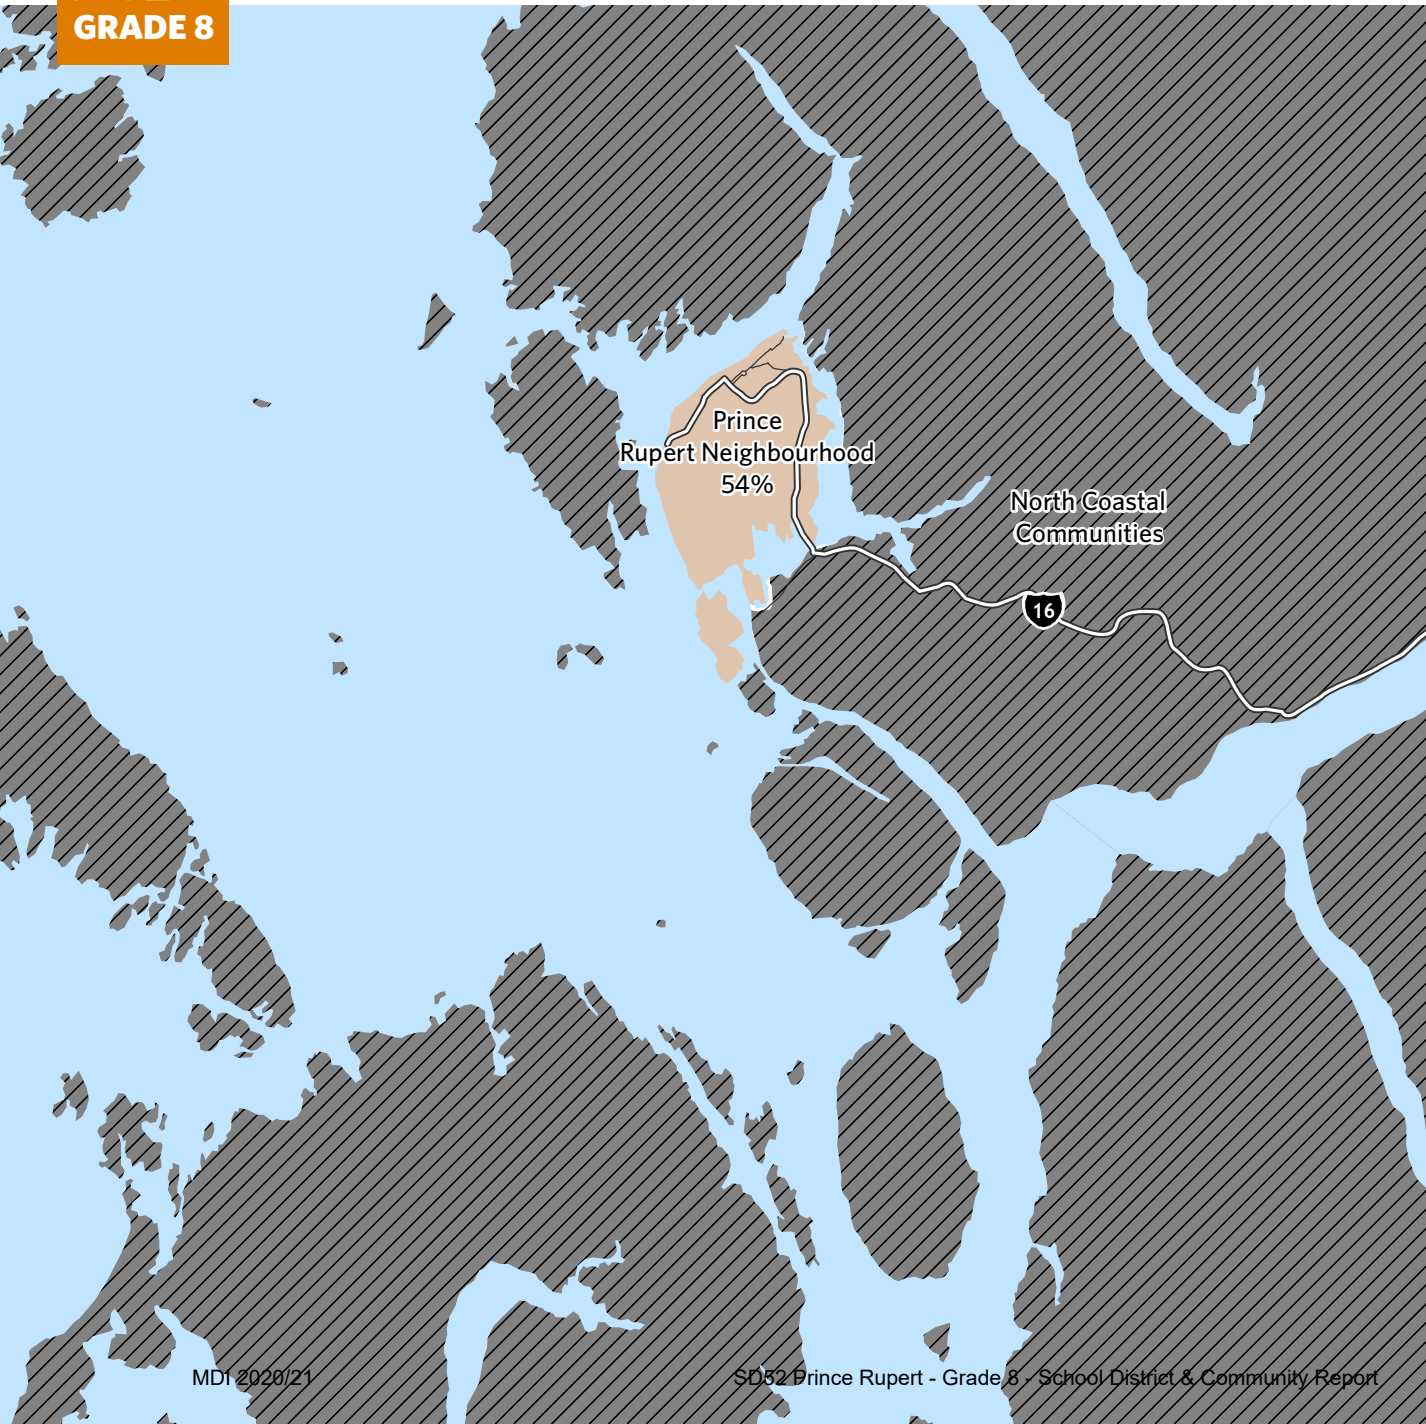 GRADE 8
Prince
Rupert Neighbourhood
54%
North Coastal
Communities
16
MDI 2020/21
SD52 Prince Rupert - Grade 8 - School District & Community Report